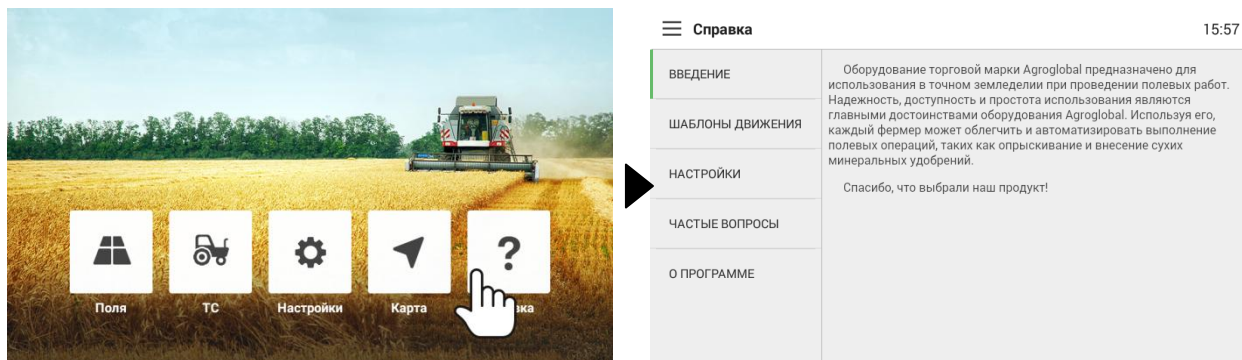 Поля
ТС
Настройки
Карта
вка
Справка
15:57
ВВЕДЕНИЕ
ШАБЛОНЫ ДВИЖЕНИЯ
НАСТРОЙКИ
ЧАСТЫЕ ВОПРОСЫ
О ПРОГРАММЕ
Оборудование торговой марки Agroglobal предназначено для
использования в точном земледелии при проведении полевых работ.
Надежность, доступность и простота использования являются
главными достоинствами оборудования Agroglobal. Используя его,
каждый фермер может облегчить и автоматизировать выполнение
полевых операций, таких как опрыскивание и внесение сухих
минеральных удобрений.
Спасибо, что выбрали наш продукт!